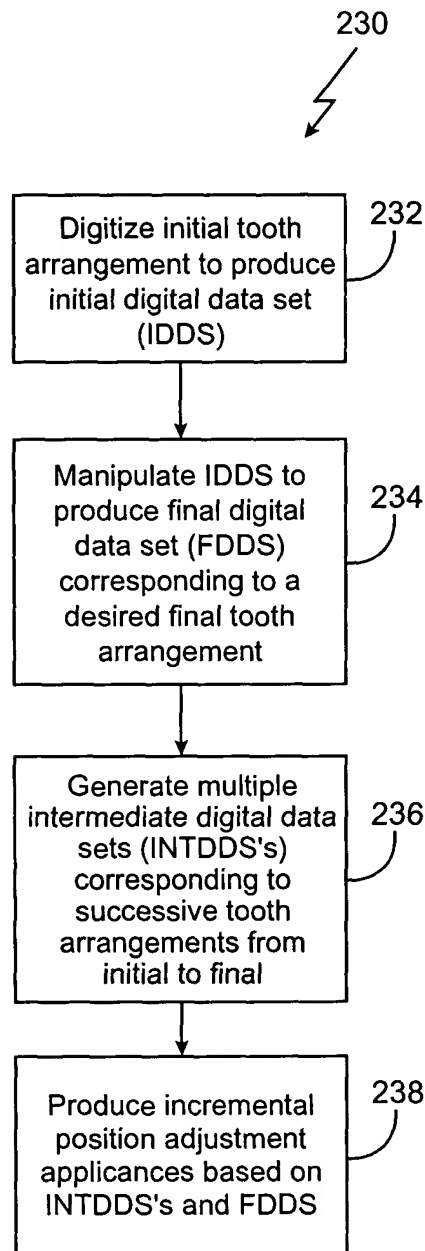 230
Digitize initial tooth
arrangement to produce
initial digital data set
(IDDS)
232
Manipulate IDDS to
produce final digital
data set (FDDS)
corresponding to a
desired final tooth
arrangement
234
Generate multiple
intermediate digital data
sets (INTDDS's)
corresponding to
successive tooth
arrangements from
initial to final
236
Produce incremental
position adjustment
applicances based on
INTDDS's and FDDS
238